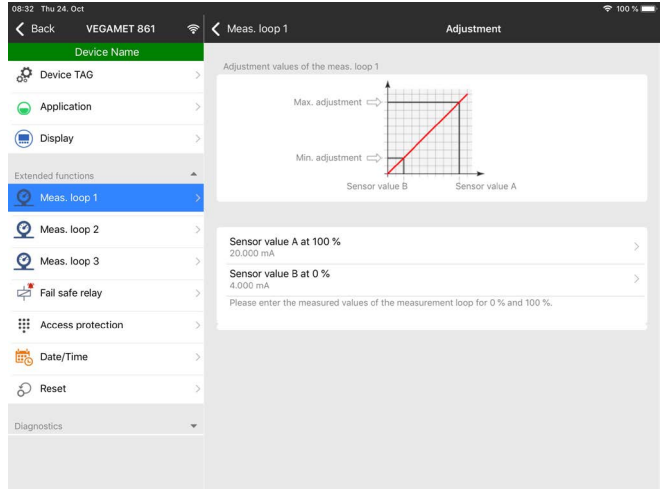 08:32 Thu 24. Oct
100 %
Back
VEGAMET 861
Meas. loop 1
Adjustment
Device Name
Device TAG
Application
Display
Extended functions
Meas. loop 1
Meas. loop 2
Meas. loop 3
Fail safe relay
Access protection
Date/Time
Reset
Diagnostics
Adjustment values of the meas. loop 1
Max. adjustment
Min. adjustment
Sensor value B
Sensor value A
Sensor value A at 100 %
20.000 mA
Sensor value B at 0 %
4.000 mA
Please enter the measured values of the measurement loop for 0 % and 100 %.